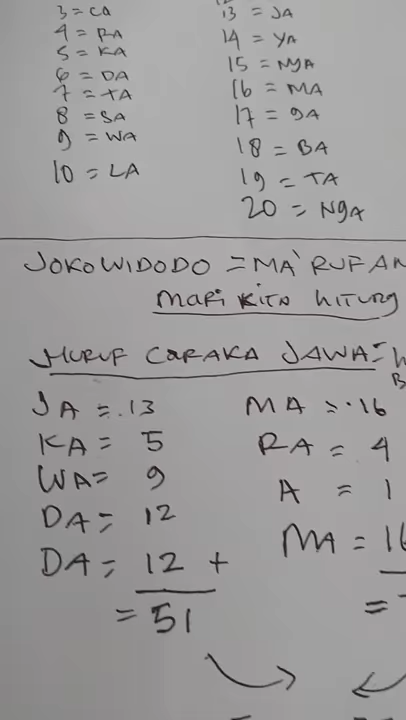 3 = CA
4 = RA
5 = KA
6 = DA
7 = TA
8 = SA
9 = WA
10 = LA
13 = JA
14 = YA
15 = NyA
16 = MA
17 = gA
18 = BA
19 = TA
20 = NgA
JOKOWIDODO = MA'RUF AN
MARI KITA HITUNG
HURUF CARAKA JAWA =
JA = 13
KA = 5
WA = 9
DA = 12
DA = 12 +
= 51
MA = 16
RA = 4
A = 1
MA = 16
=